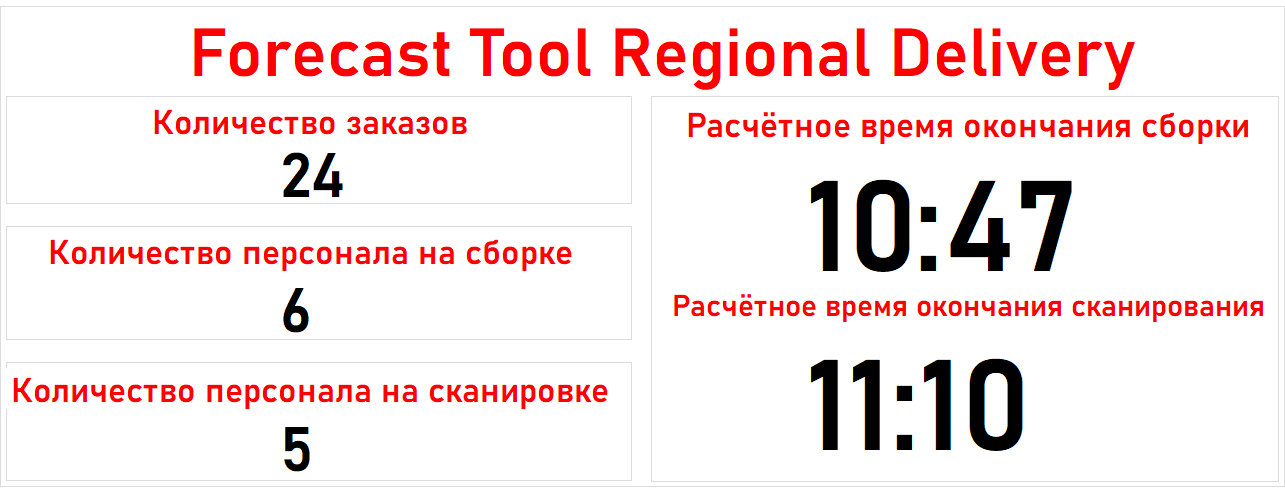 Forecast Tool Regional Delivery
Количество заказов
24
Количество персонала на сборке
6
Количество персонала на сканировке
5
Расчётное время окончания сборки
10:47
Расчётное время окончания сканирования
11:10